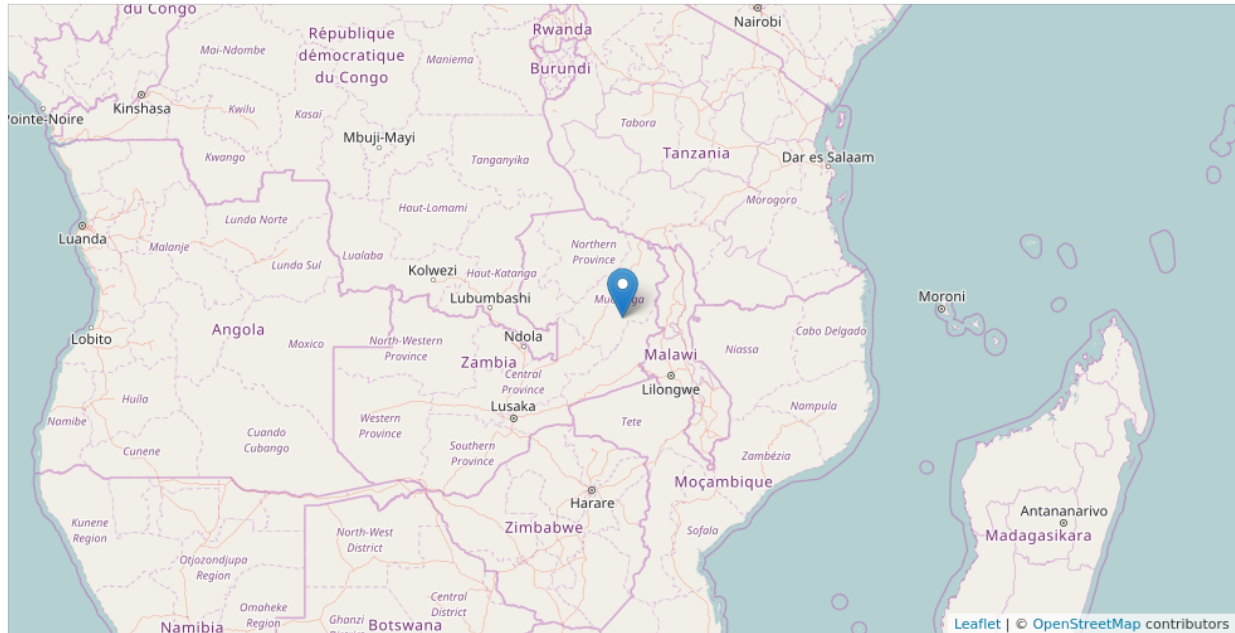 du Congo
Nairobi
Rwanda
République
démocratique
du Congo
Mai-Ndombe
Maniema
Burundi
Kinshasa
Kwilu
Kasaï
Pointe-Noire
Tabora
Mbuji-Mayi
Tanzania
Dar es Salaam
Kwango
Tanganyika
Morogoro
Haut-Lomami
Lunda Norte
Luanda
Malanje
Lualaba
Northern
Province
Lunda Sul
Kolwezi
Haut-Katanga
Lubumbashi
Moroni
Angola
Cabo Delgado
Lobito
Moxico
North-Western
Province
Ndola
Niassa
Zambia
Malawi
Central
Province
Lilongwe
Huíla
Lusaka
Nampula
Namibe
Western
Province
Tete
Cuando
Cubango
Cunene
Southern
Province
Zambézia
Moçambique
Harare
Antananarivo
Kunene
Region
Zimbabwe
North-West
District
Sofala
Madagasikara
Otjozondjupa
Region
Omaheke
Region
Central
District
Ghanzi
Namibia
Botswana
Leaflet | © OpenStreetMap contributors